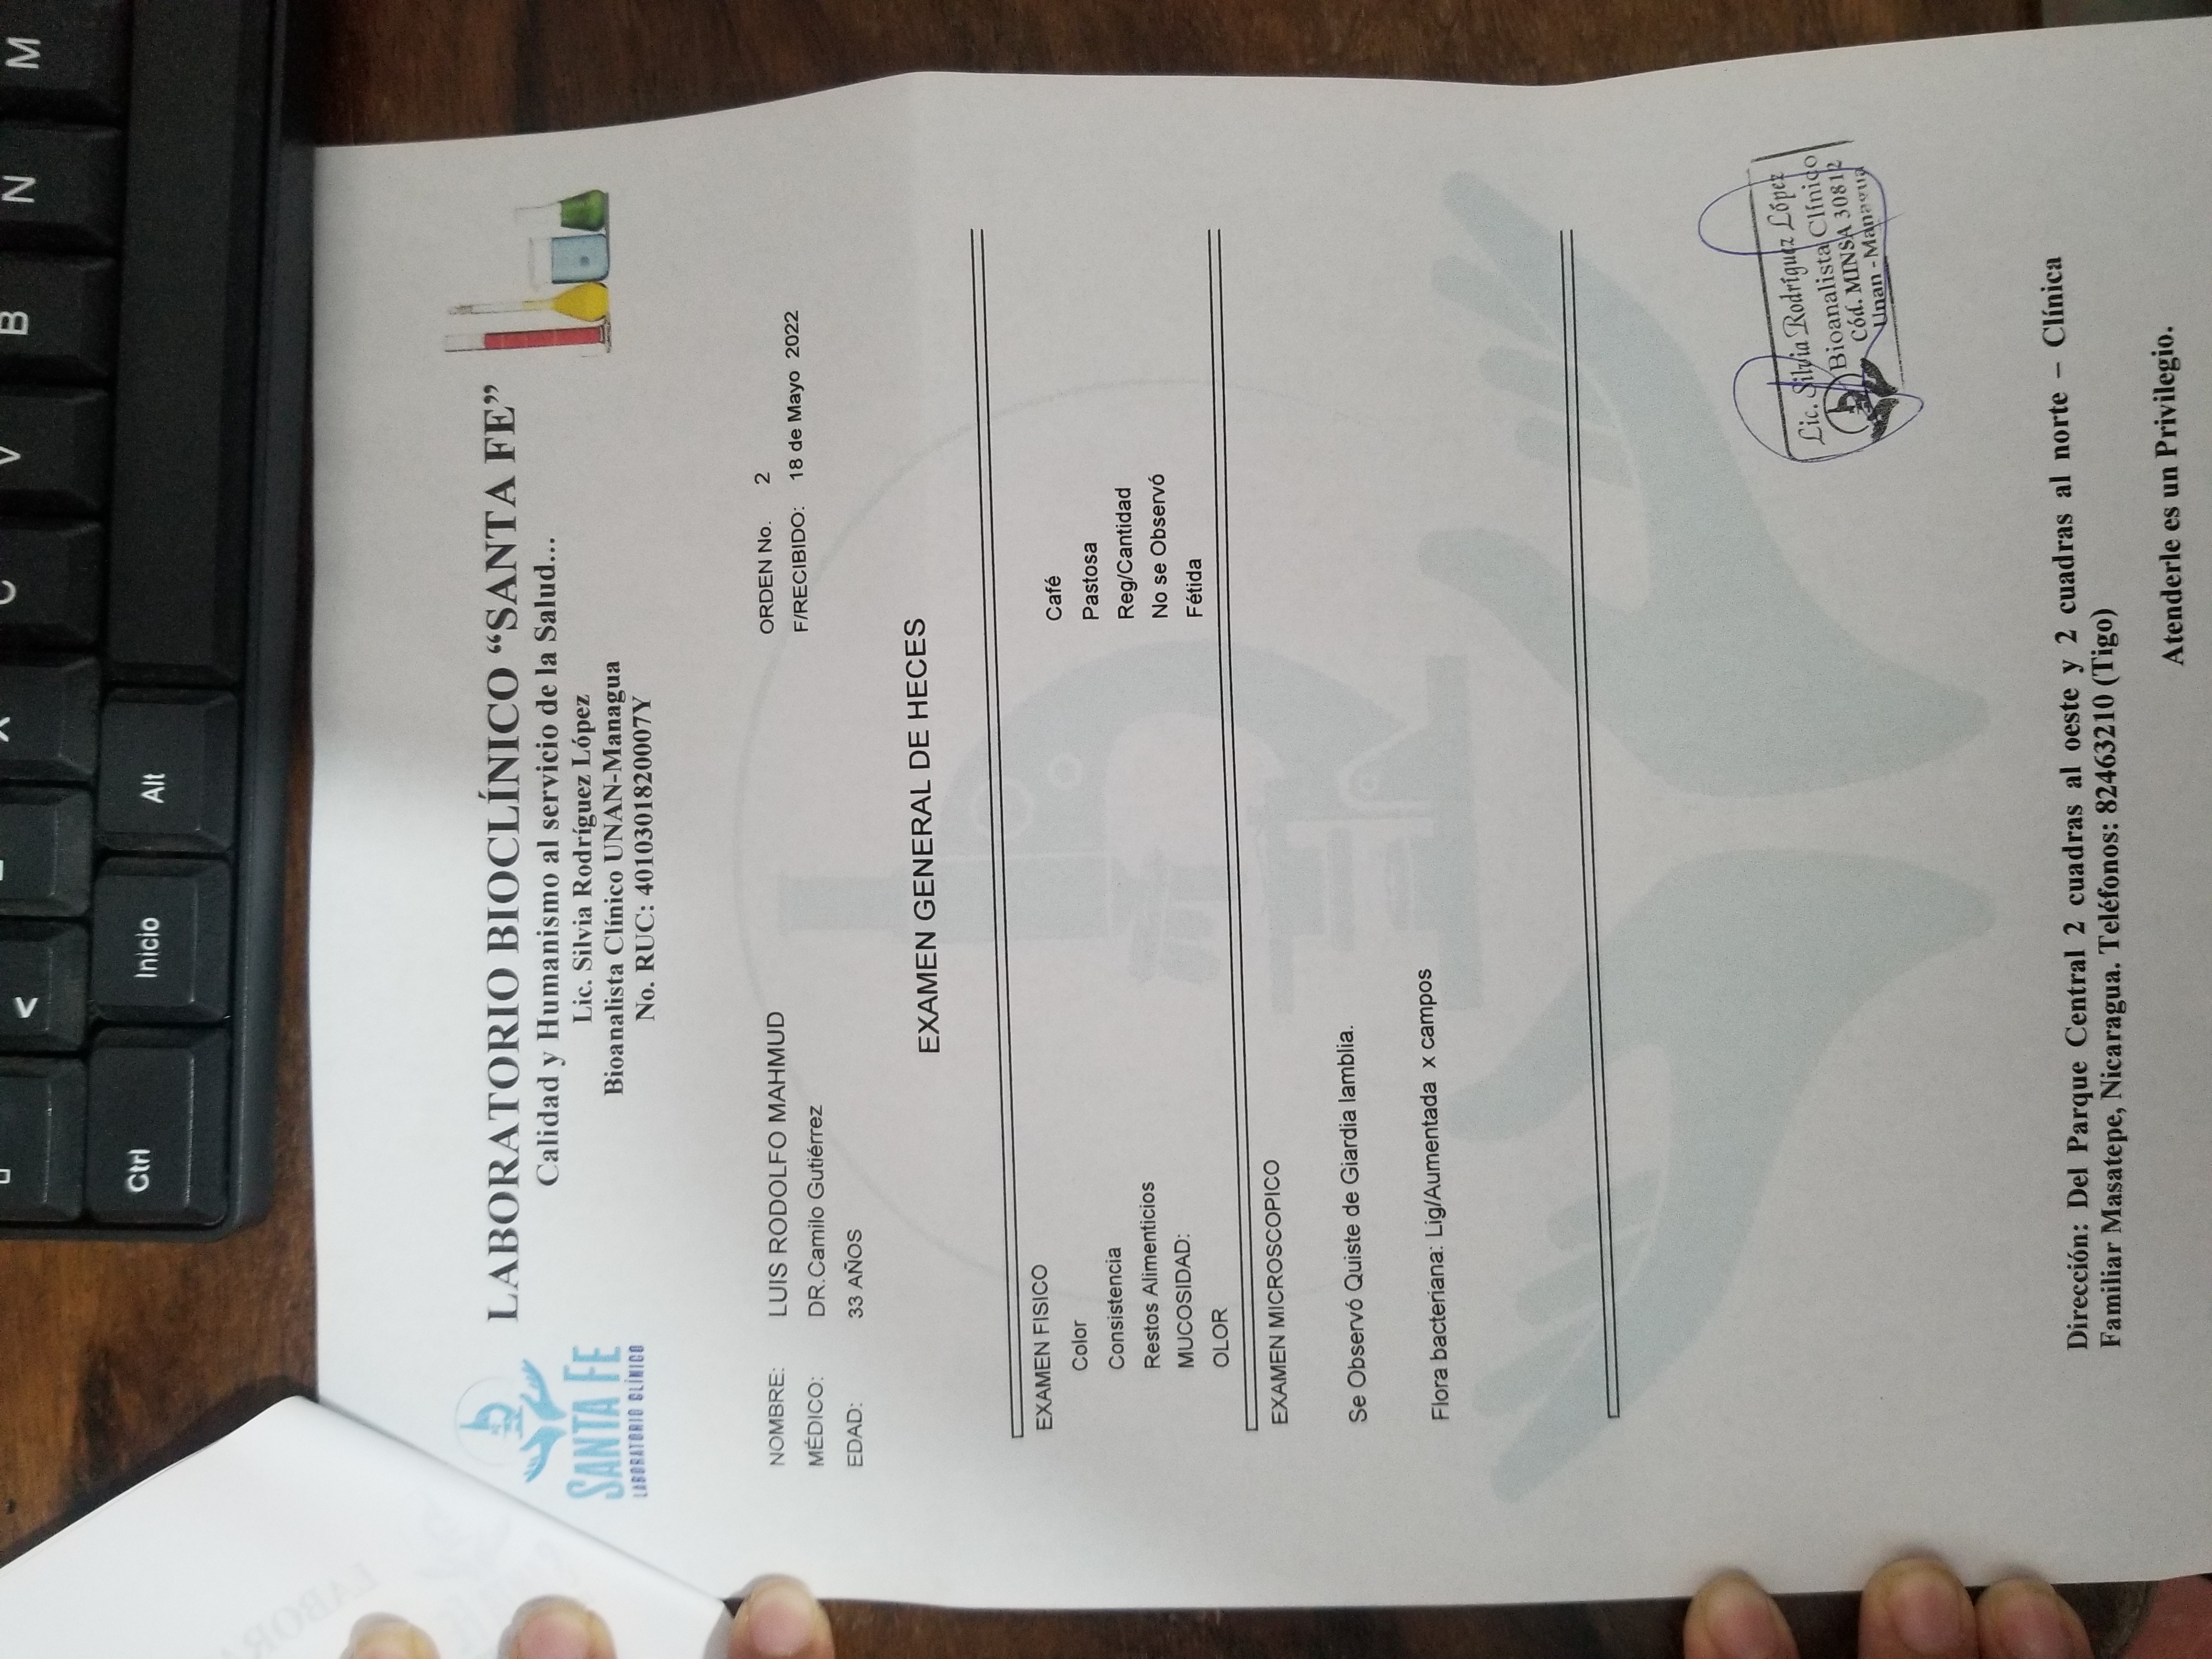 SANTA FE
LABORATORIO CLÍNICO
LABORATORIO BIOCLÍNICO “SANTA FE”
Calidad y Humanismo al servicio de la Salud…
Lic. Silvia Rodríguez López
Bioanalista Clínico UNAN-Managua
No. RUC: 4010301820007Y
NOMBRE: LUIS RODOLFO MAHMUD ORDEN No. 2
MÉDICO: DR.Camilo Gutiérrez F/RECIBIDO: 18 de Mayo 2022
EDAD: 33 AÑOS
EXAMEN GENERAL DE HECES
EXAMEN FISICO
Color Café
Consistencia Pastosa
Restos Alimenticios Reg/Cantidad
MUCOSIDAD: No se Observó
OLOR Fétida
EXAMEN MICROSCOPICO
Se Observó Quiste de Giardia lamblia.
Flora bacteriana: Lig/Aumentada x campos
Lic. Silvia Rodríguez López
Bioanalista Clínico
Cód. MINSA 30812
Unan - Managua
Dirección: Del Parque Central 2 cuadras al oeste y 2 cuadras al norte – Clínica
Familiar Masatepe, Nicaragua. Teléfonos: 82463210 (Tigo)
Atenderle es un Privilegio.
Ctrl
Inicio
Alt
<
X
C
V
B
N
M